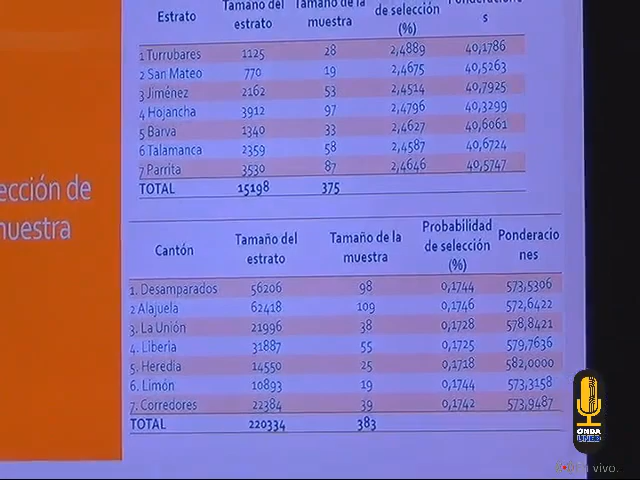 Estrato Tamaño del estrato Tamaño de la muestra de selección (%) Ponderaciones
1 Turrubares 1125 28 2,4889 40,1786
2 San Mateo 770 19 2,4675 40,5263
3 Jiménez 2162 53 2,4514 40,7925
4 Hojancha 3912 97 2,4796 40,3299
5 Barva 1340 33 2,4627 40,6061
6 Talamanca 2359 58 2,4587 40,6724
7 Parrita 3530 87 2,4646 40,5747
TOTAL 15198 375
ección de
muestra
Cantón Tamaño del estrato Tamaño de la muestra Probabilidad de selección (%) Ponderaciones
1. Desamparados 56206 98 0,1744 573,5306
2 Alajuela 62418 109 0,1746 572,6422
3. La Unión 21996 38 0,1728 578,8421
4. Liberia 31887 55 0,1725 579,7636
5. Heredia 14550 25 0,1718 582,0000
6. Limón 10893 19 0,1744 573,3158
7. Corredores 22384 39 0,1742 573,9487
TOTAL 220334 383
ONDA
UNED
vivo.